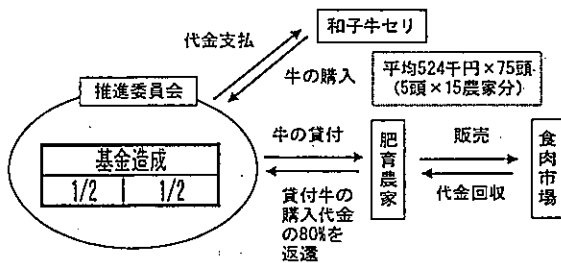 和子牛セリ
代金支払
牛の購入
平均524千円×75頭
(5頭×15農家分)
推進委員会
基金造成
1/2 1/2
牛の貸付
貸付牛の
購入代金
の80%を
返還
肥育農家
販売
代金回収
食肉市場